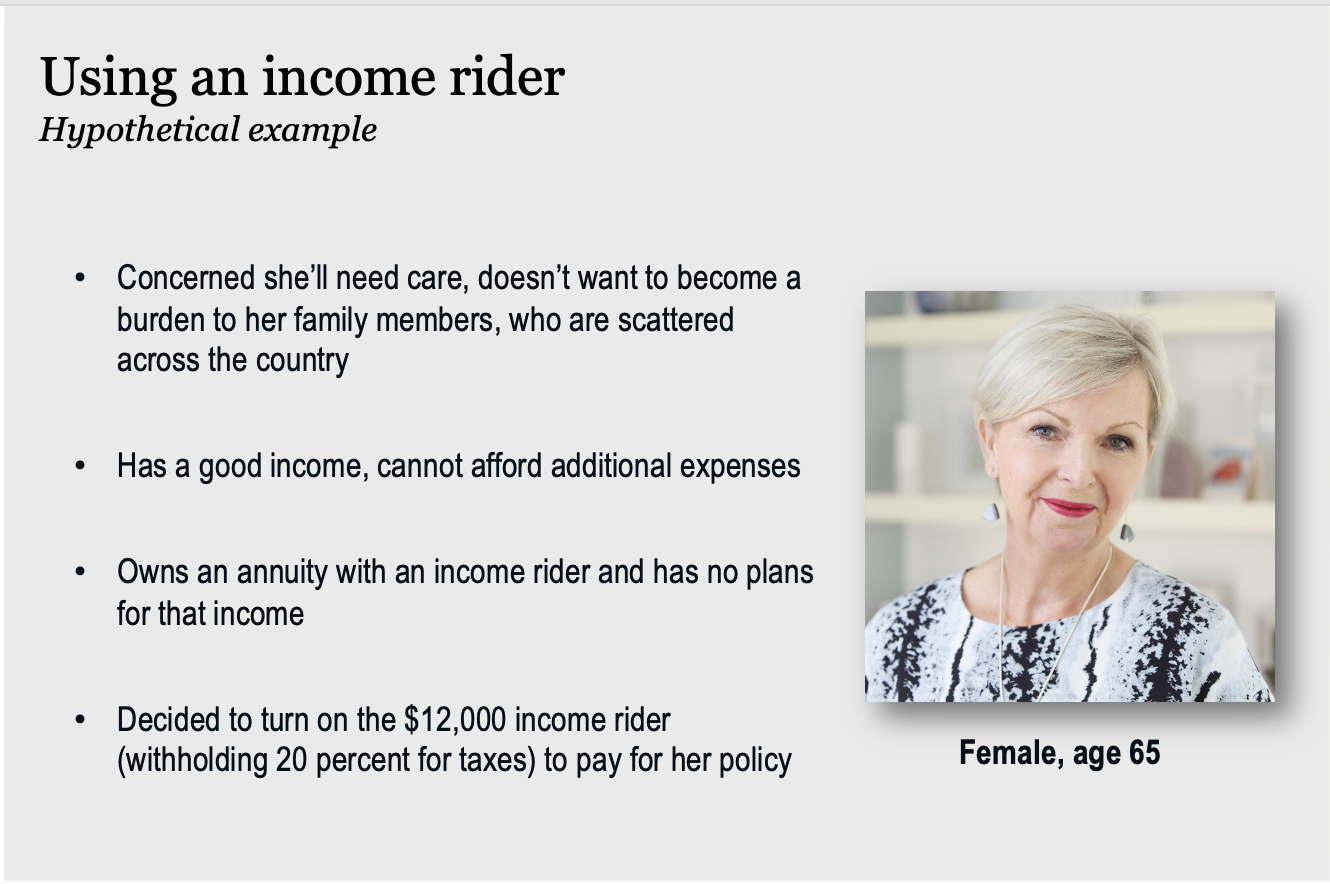 Using an income rider
Hypothetical example
• Concerned she’ll need care, doesn’t want to become a
burden to her family members, who are scattered
across the country
• Has a good income, cannot afford additional expenses
• Owns an annuity with an income rider and has no plans
for that income
• Decided to turn on the $12,000 income rider
(withholding 20 percent for taxes) to pay for her policy
Female, age 65